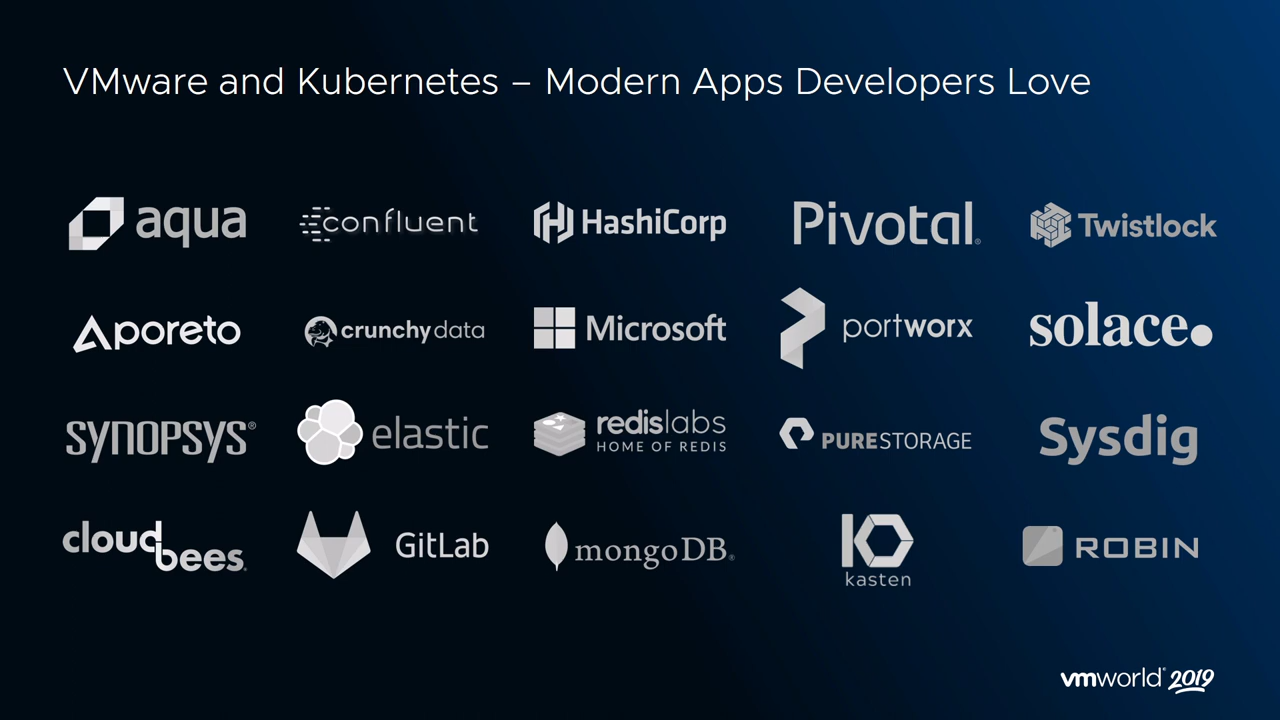 VMware and Kubernetes – Modern Apps Developers Love
aqua
confluent
HashiCorp
Pivotal®
Twistlock
Aporeto
crunchydata
Microsoft
portworx
solace.
SYNOPSYS®
elastic
redislabs
HOME OF REDIS
PURESTORAGE
Sysdig
cloudbees®
GitLab
mongoDB®
kasten
ROBIN
vmworld® 2019